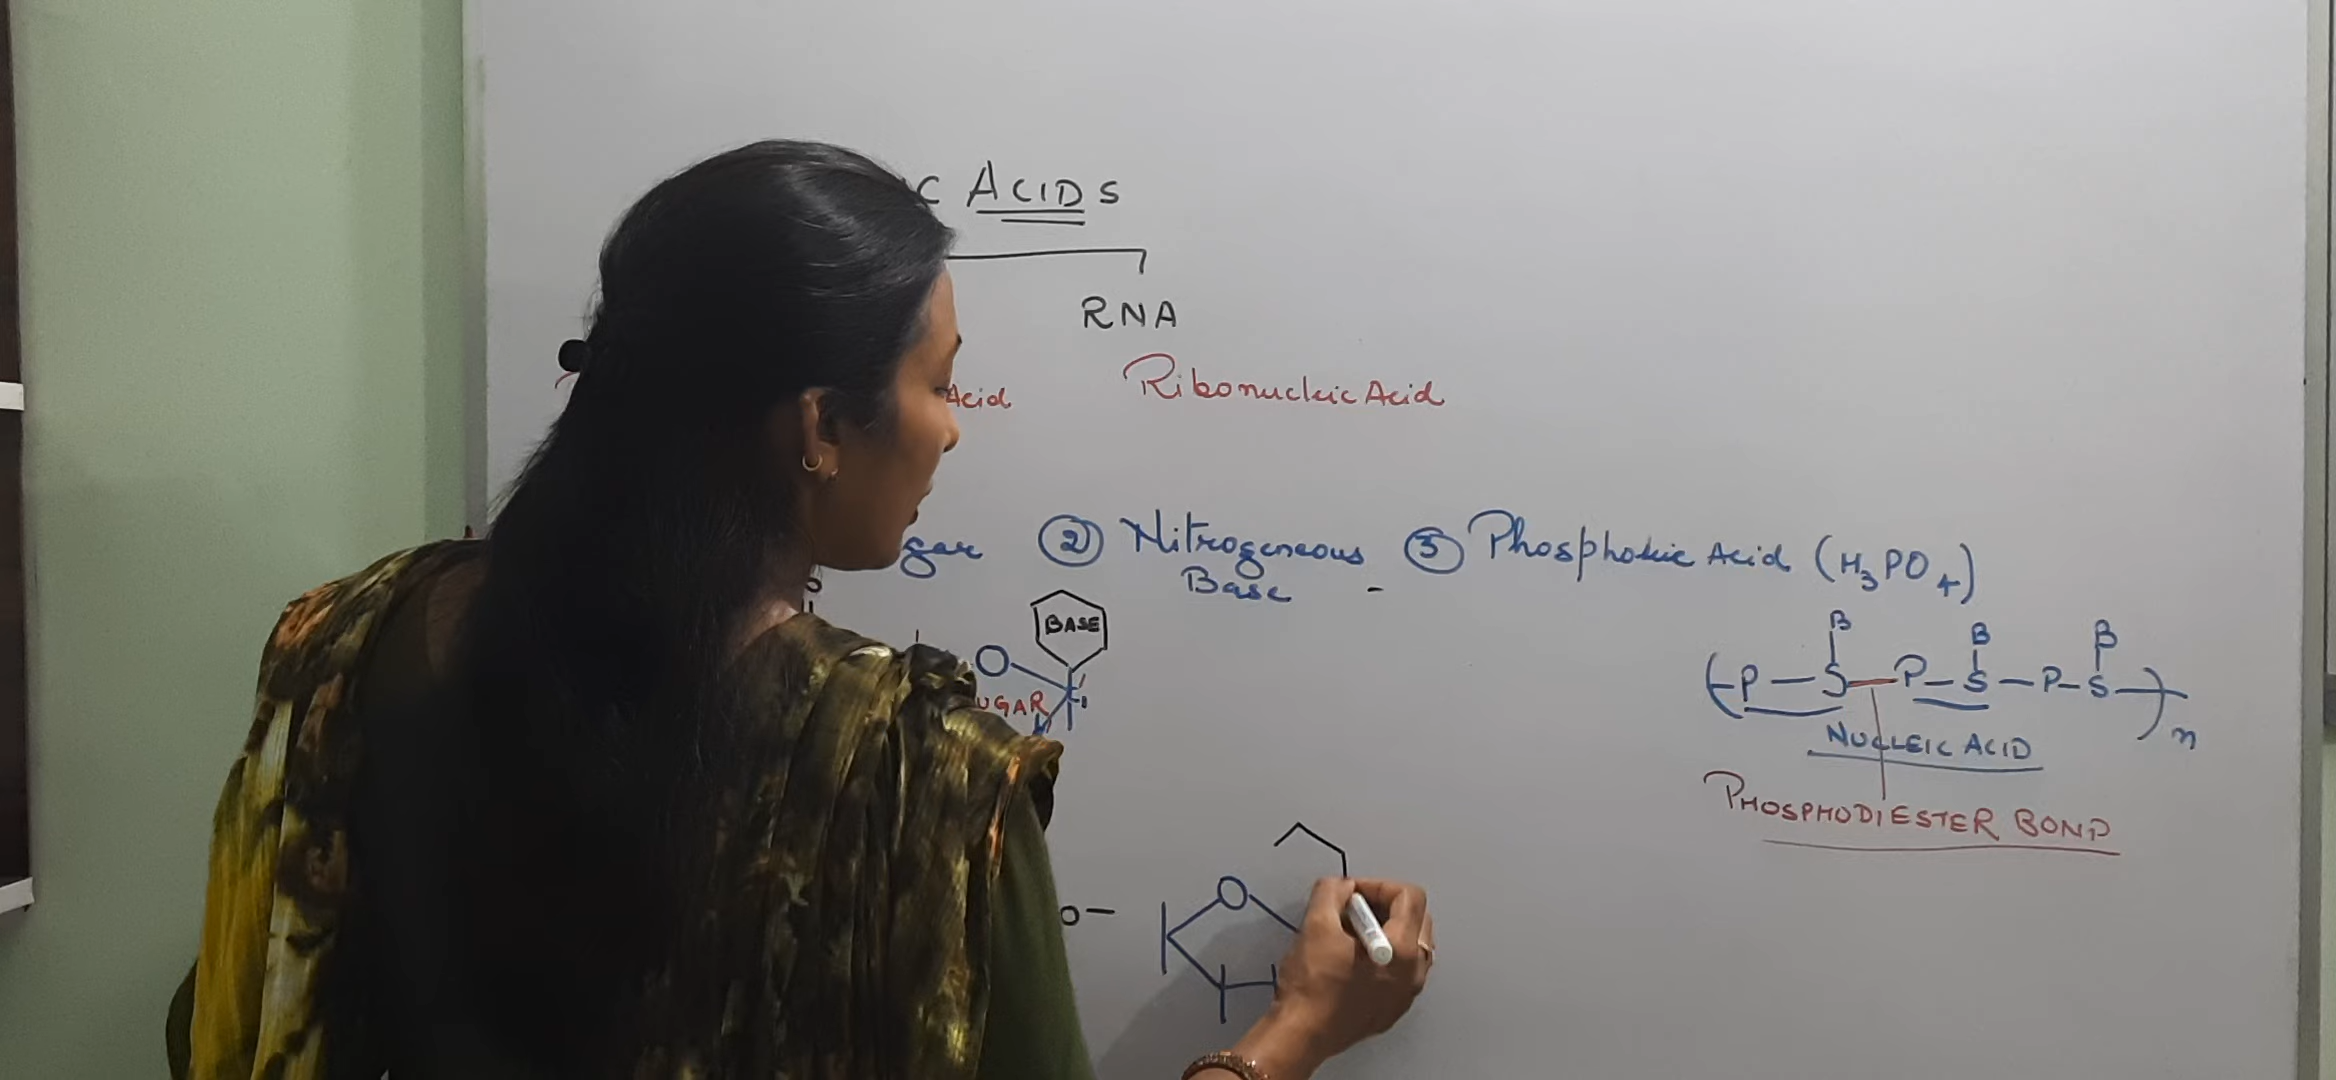 C ACIDS
RNA
Acid Ribonucleic Acid
gar ② Nitrogeneous ③ Phosphoric Acid (H3PO4)
Base -
O
BASE
O
UGAR 1'
B B B
(P-S-P-S-P-S-)n
NUCLEIC ACID
PHOSPHODIESTER BOND
O
O-